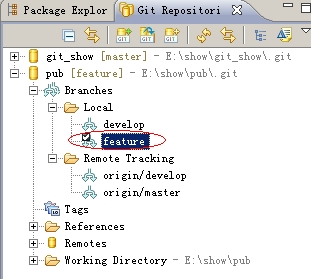 Package Explor
Git Repositori
git_show [master] - E:\show\git_show\.git
pub [feature] - E:\show\pub\.git
Branches
Local
develop
feature
Remote Tracking
origin/develop
origin/master
Tags
References
Remotes
Working Directory - E:\show\pub